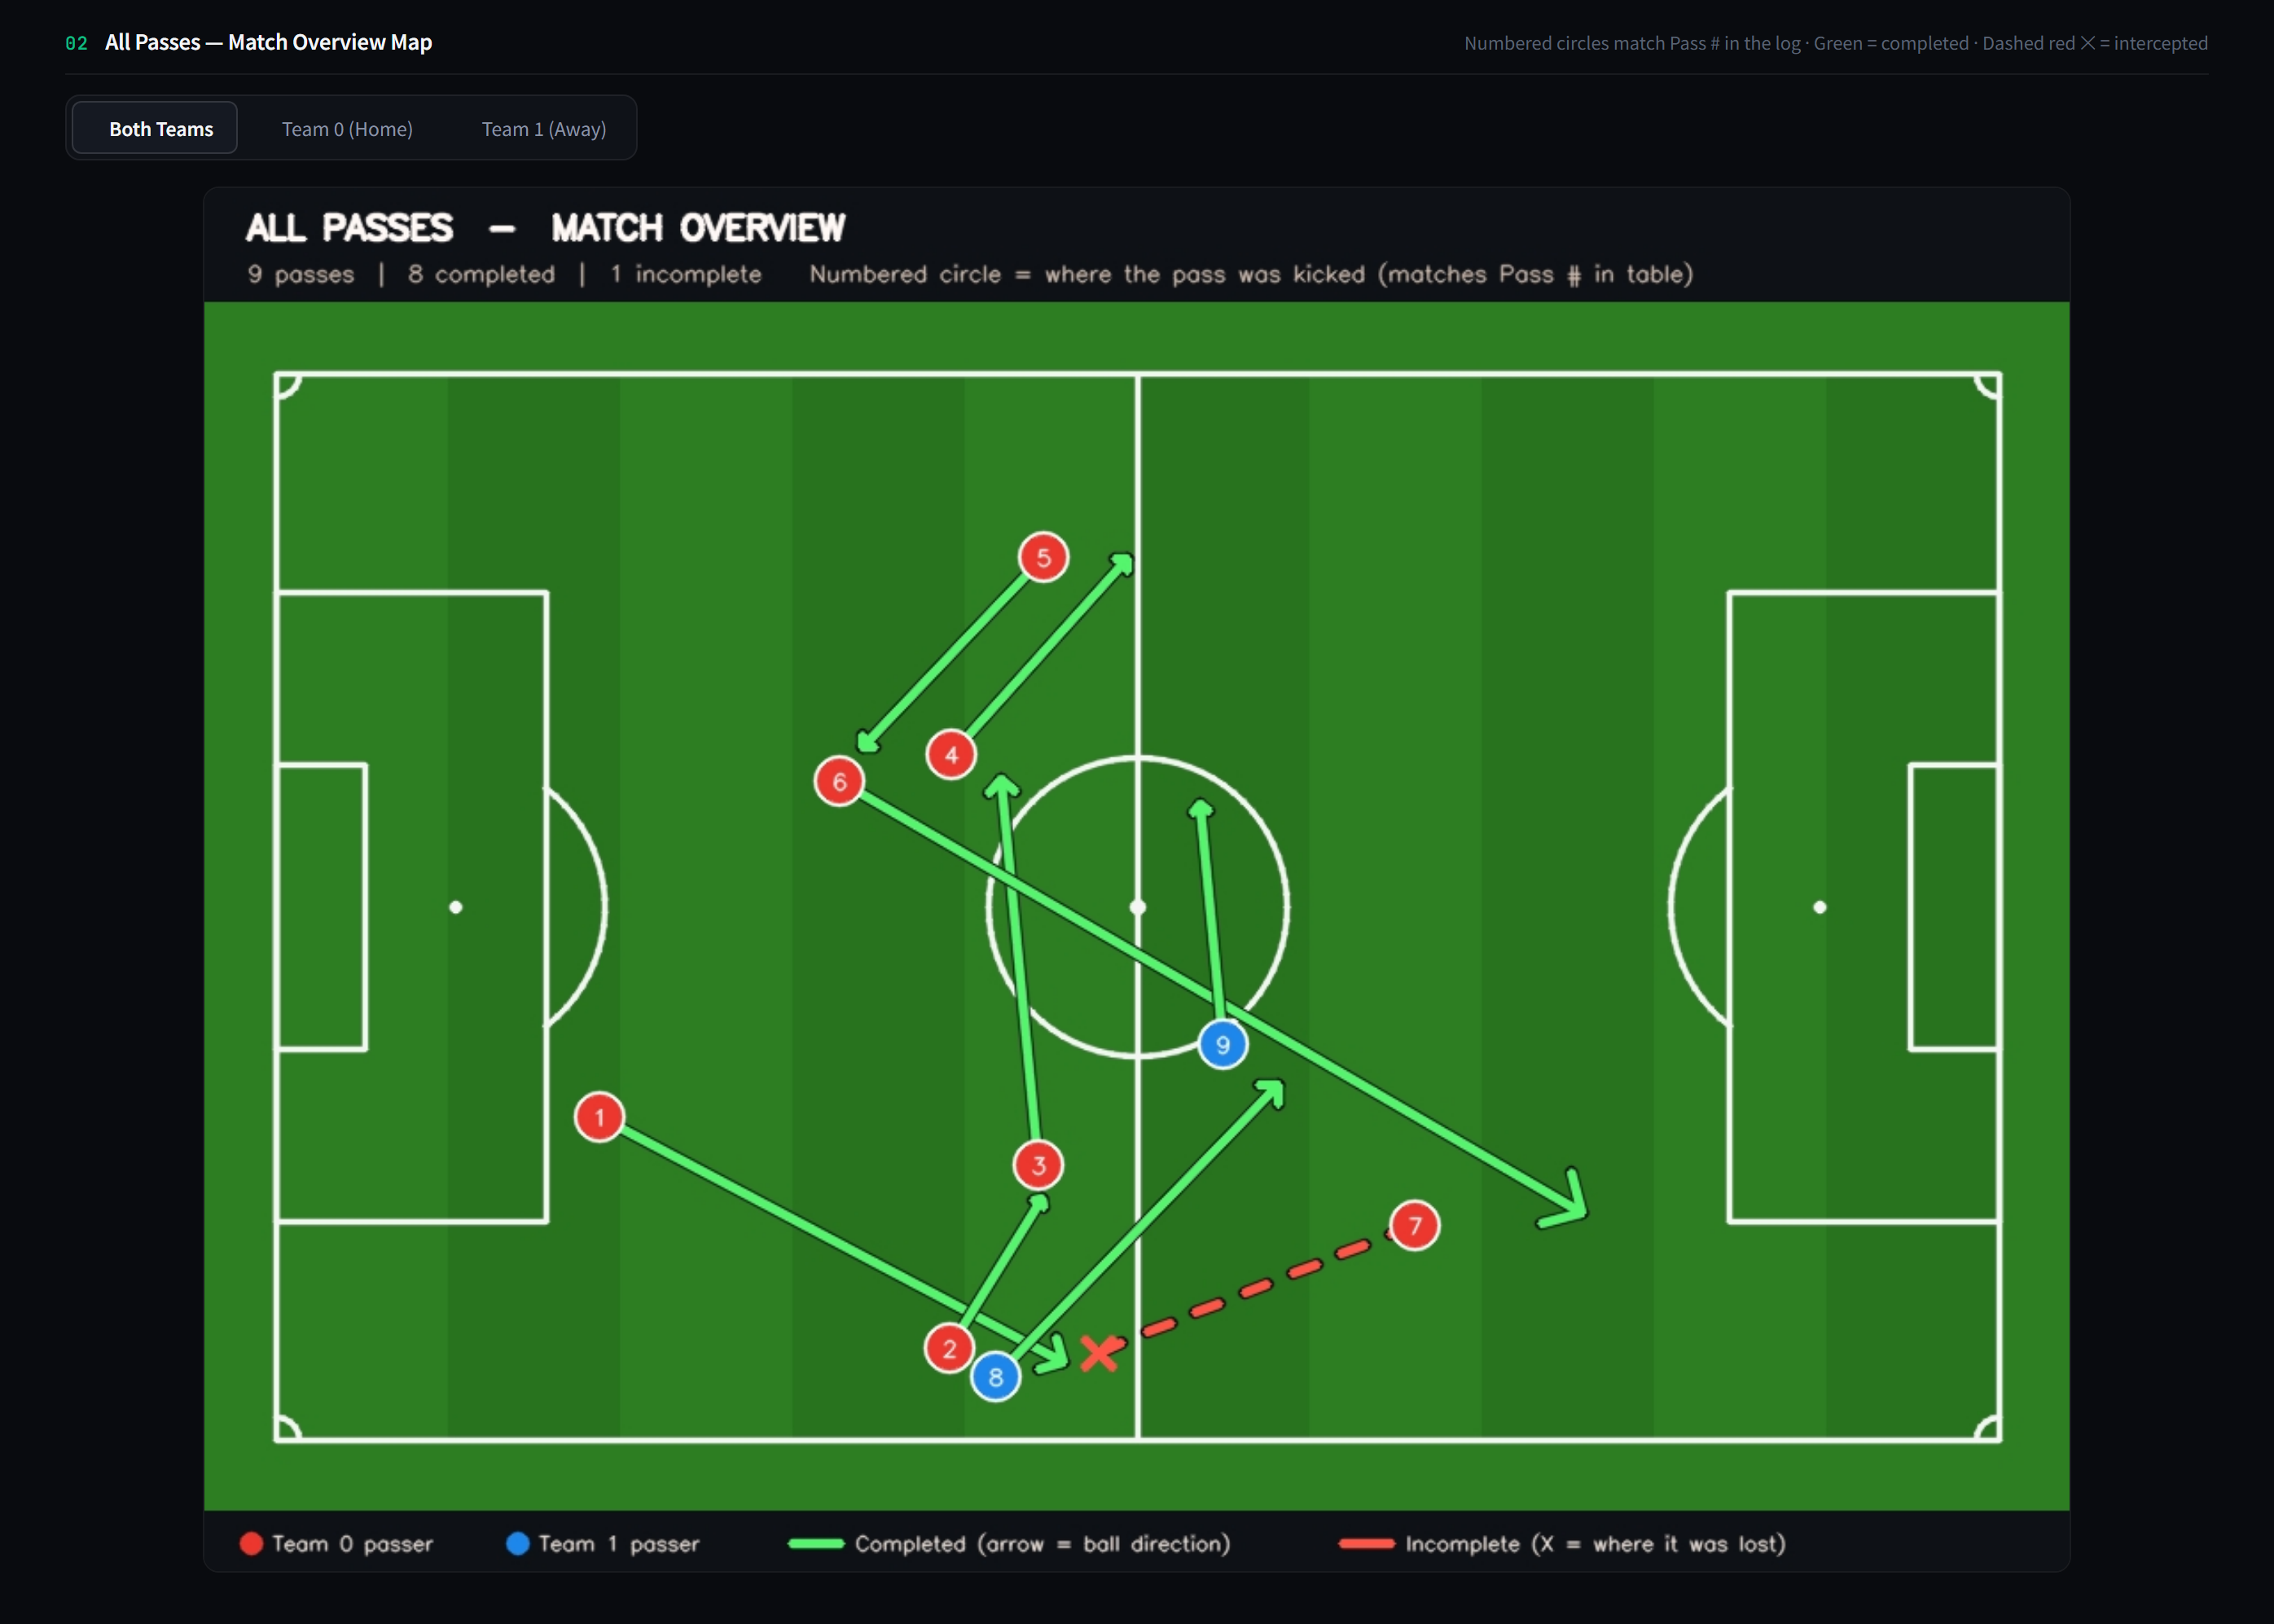 02 All Passes — Match Overview Map
Numbered circles match Pass # in the log · Green = completed · Dashed red ✕ = intercepted
Both Teams
Team 0 (Home)
Team 1 (Away)
ALL PASSES – MATCH OVERVIEW
9 passes | 8 completed | 1 incomplete Numbered circle = where the pass was kicked (matches Pass # in table)
5
4
6
9
1
3
7
2
8
Team 0 passer
Team 1 passer
Completed (arrow = ball direction)
Incomplete (X = where it was lost)